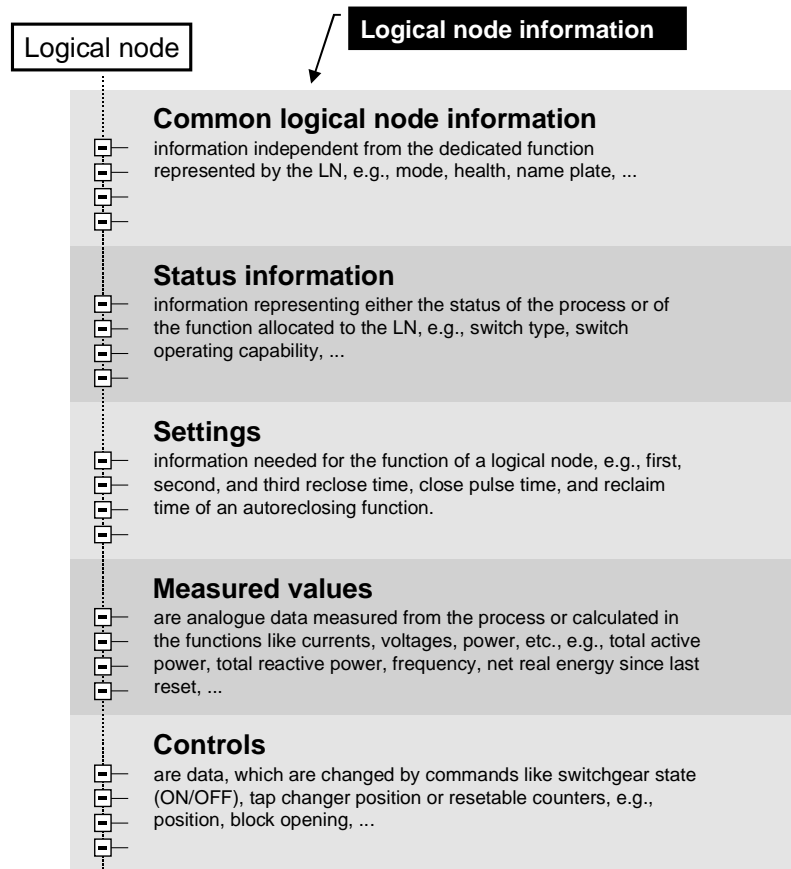 Logical node information
Logical node
Common logical node information
information independent from the dedicated function
represented by the LN, e.g., mode, health, name plate, ...
Status information
information representing either the status of the process or of
the function allocated to the LN, e.g., switch type, switch
operating capability, ...
Settings
information needed for the function of a logical node, e.g., first,
second, and third reclose time, close pulse time, and reclaim
time of an autoreclosing function.
Measured values
are analogue data measured from the process or calculated in
the functions like currents, voltages, power, etc., e.g., total active
power, total reactive power, frequency, net real energy since last
reset, ...
Controls
are data, which are changed by commands like switchgear state
(ON/OFF), tap changer position or resetable counters, e.g.,
position, block opening, ...